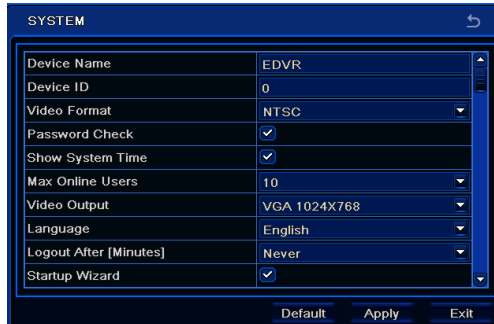 SYSTEM
Device Name EDVR
Device ID 0
Video Format NTSC
Password Check
Show System Time
Max Online Users 10
Video Output VGA 1024X768
Language English
Logout After [Minutes] Never
Startup Wizard
Default Apply Exit